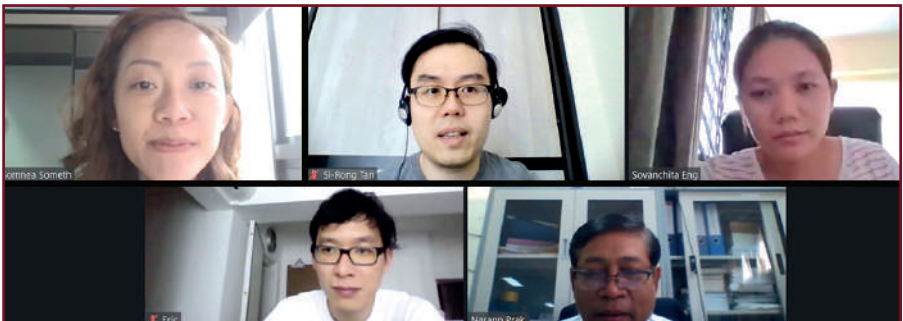 Somnea Someth
Si-Rong Tan
Sovanchita Eng
Eric
Narann Prak